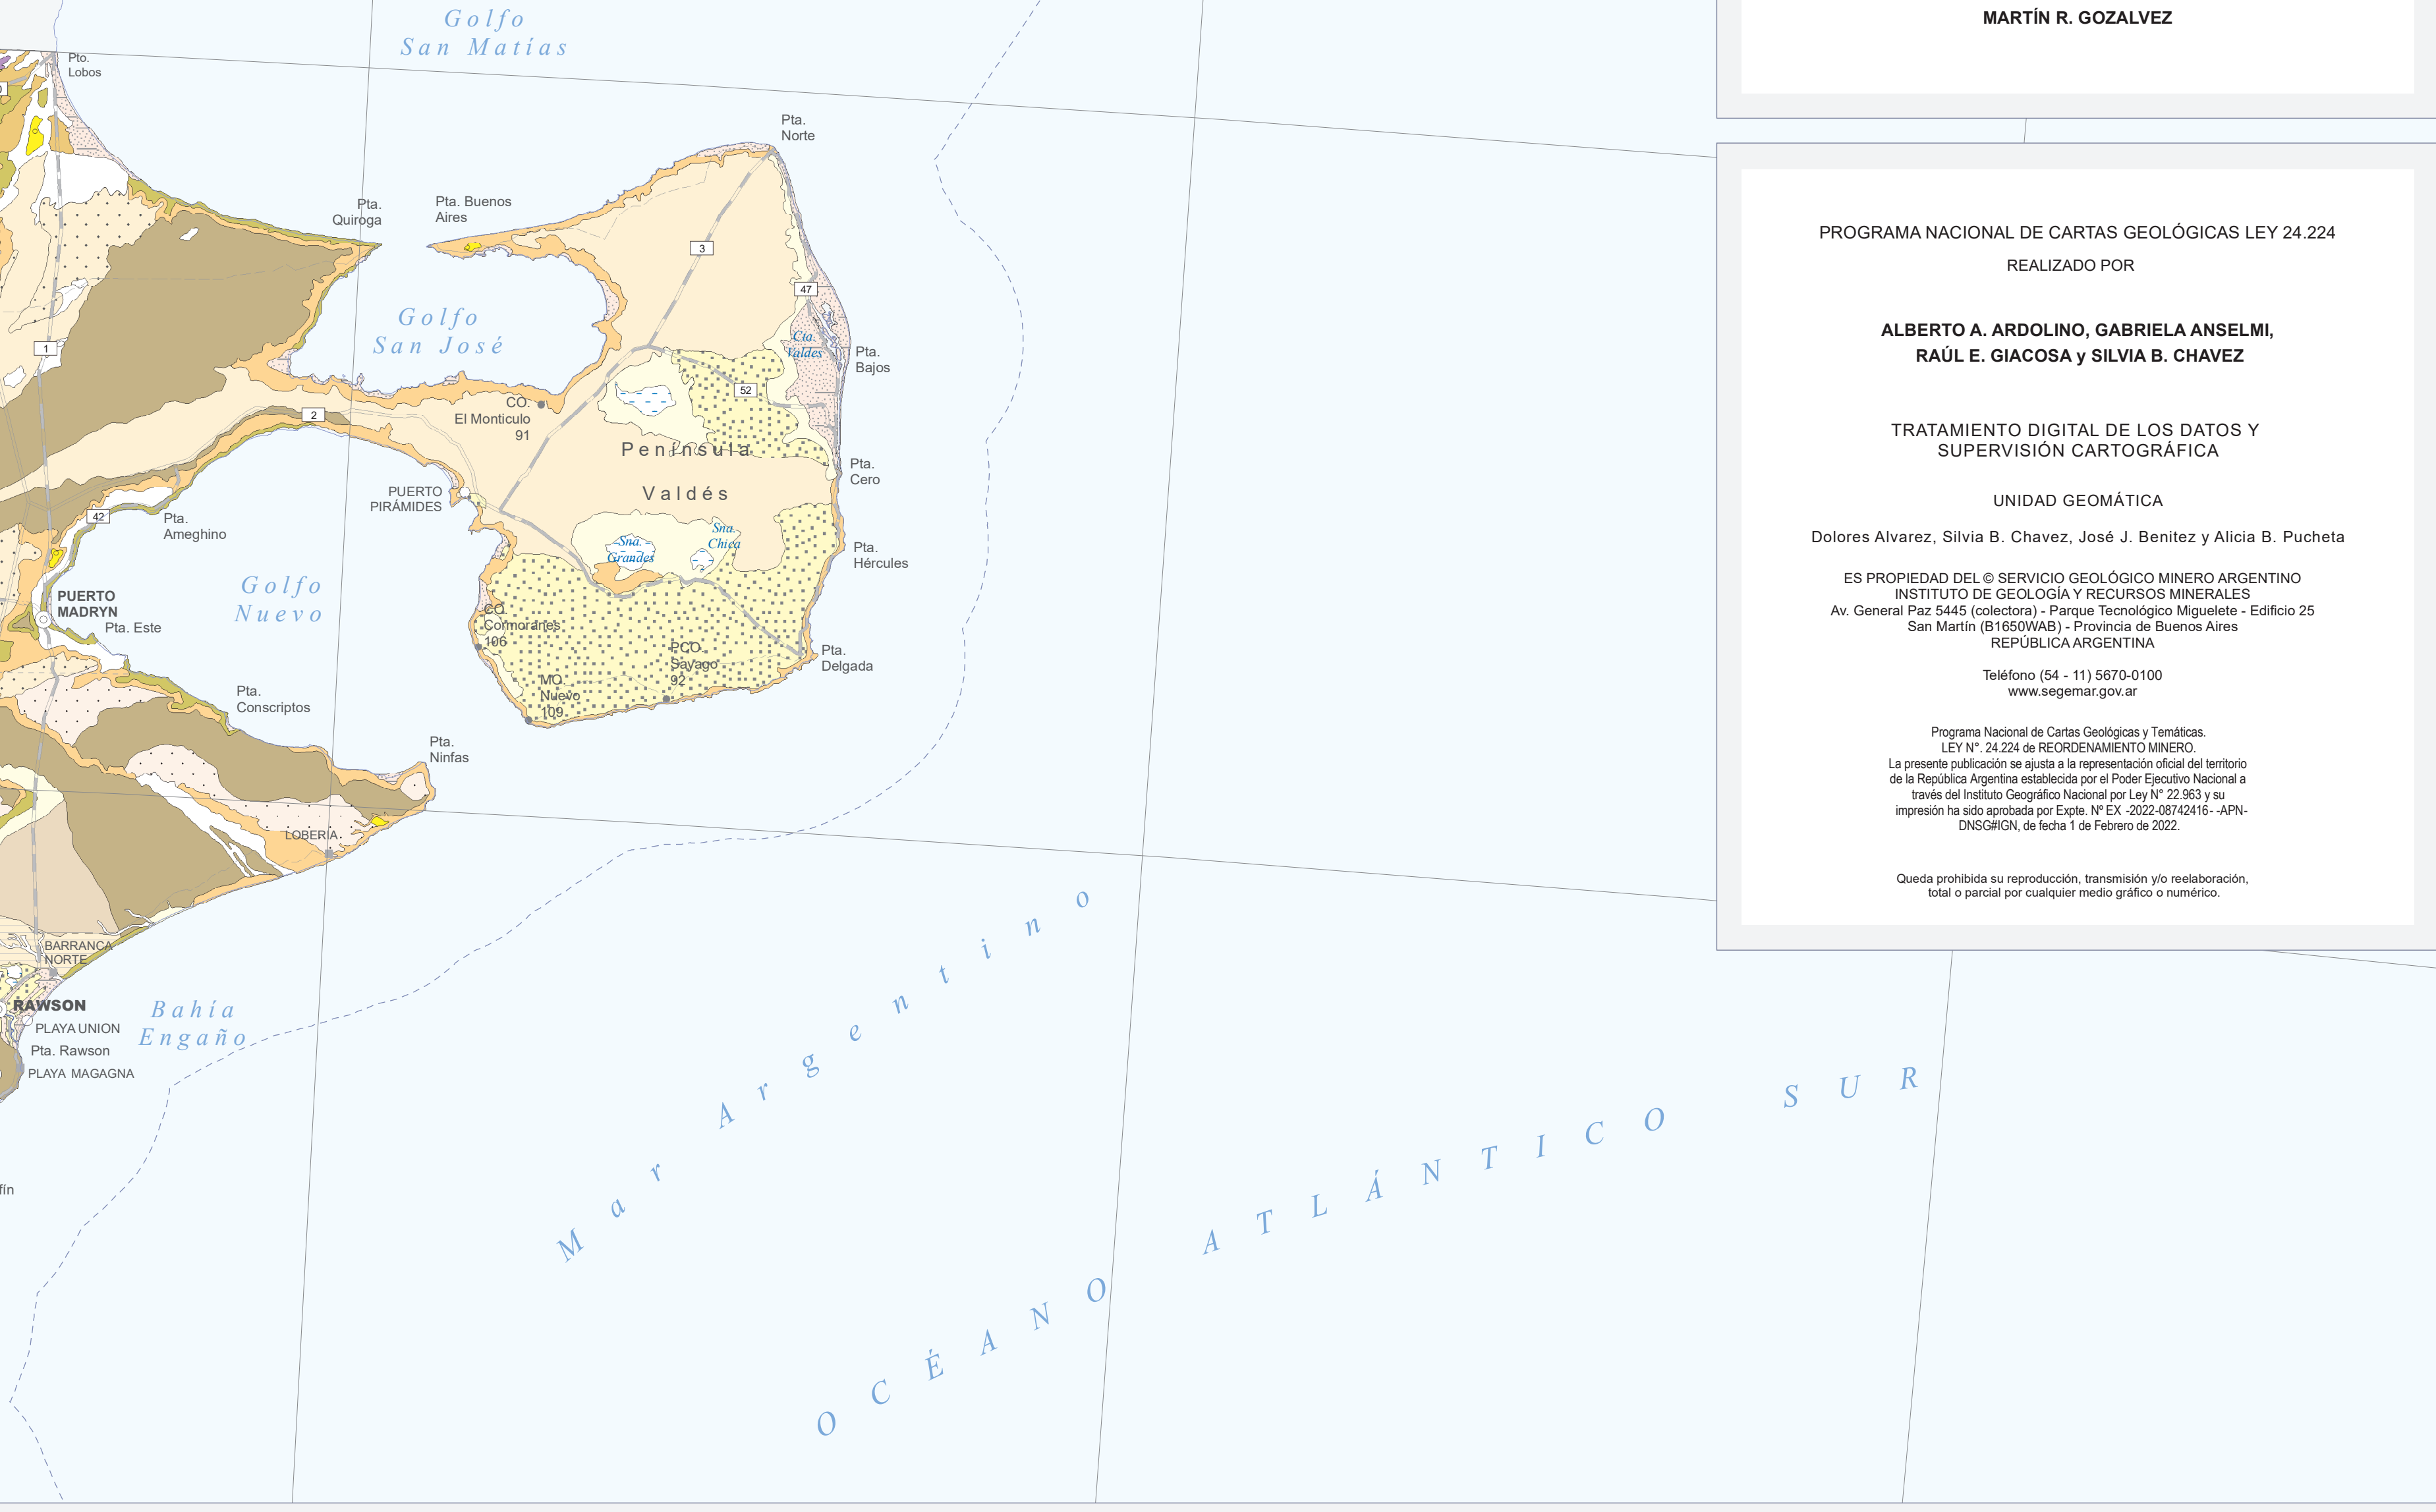 Golfo
San Matías
MARTÍN R. GOZALVEZ
Pto.
Lobos
Pta.
Norte
Pta.
Quiroga
Pta. Buenos
Aires
3
47
Golfo
San José
Cta.
Valdes
1
Pta.
Bajos
52
2
CO.
El Monticulo
91
Península
Valdés
Pta.
Cero
PUERTO
PIRÁMIDES
42
Pta.
Ameghino
Sna.
Grandes
Sna.
Chica
Pta.
Hércules
Golfo
Nuevo
PUERTO
MADRYN
Pta. Este
CO.
Cormoranes
106
PCO.
Sayago
92
Pta.
Delgada
MO.
Nuevo
109
Pta.
Conscriptos
Pta.
Ninfas
LOBERIA
BARRANCA
NORTE
RAWSON
PLAYA UNION
Pta. Rawson
PLAYA MAGAGNA
Bahía
Engaño
fín
Mar Argentino
OCÉANO ATLÁNTICO SUR
PROGRAMA NACIONAL DE CARTAS GEOLÓGICAS LEY 24.224
REALIZADO POR
ALBERTO A. ARDOLINO, GABRIELA ANSELMI,
RAÚL E. GIACOSA y SILVIA B. CHAVEZ
TRATAMIENTO DIGITAL DE LOS DATOS Y
SUPERVISIÓN CARTOGRÁFICA
UNIDAD GEOMÁTICA
Dolores Alvarez, Silvia B. Chavez, José J. Benitez y Alicia B. Pucheta
ES PROPIEDAD DEL © SERVICIO GEOLÓGICO MINERO ARGENTINO
INSTITUTO DE GEOLOGÍA Y RECURSOS MINERALES
Av. General Paz 5445 (colectora) - Parque Tecnológico Miguelete - Edificio 25
San Martín (B1650WAB) - Provincia de Buenos Aires
REPÚBLICA ARGENTINA
Teléfono (54 - 11) 5670-0100
www.segemar.gov.ar
Programa Nacional de Cartas Geológicas y Temáticas.
LEY N°. 24.224 de REORDENAMIENTO MINERO.
La presente publicación se ajusta a la representación oficial del territorio
de la República Argentina establecida por el Poder Ejecutivo Nacional a
través del Instituto Geográfico Nacional por Ley N° 22.963 y su
impresión ha sido aprobada por Expte. Nº EX -2022-08742416- -APN-
DNSG#IGN, de fecha 1 de Febrero de 2022.
Queda prohibida su reproducción, transmisión y/o reelaboración,
total o parcial por cualquier medio gráfico o numérico.